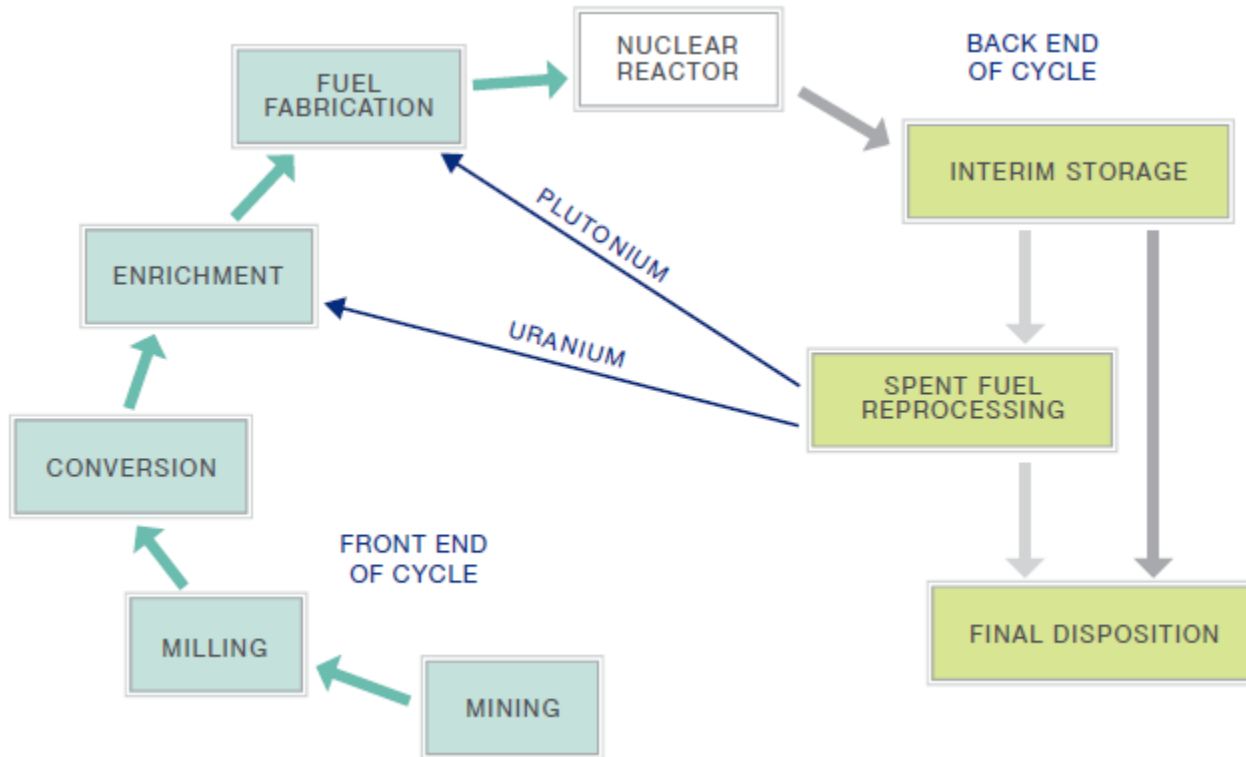 NUCLEAR
REACTOR
BACK END
OF CYCLE
FUEL
FABRICATION
INTERIM STORAGE
PLUTONIUM
ENRICHMENT
URANIUM
SPENT FUEL
REPROCESSING
CONVERSION
FRONT END
OF CYCLE
MILLING
FINAL DISPOSITION
MINING